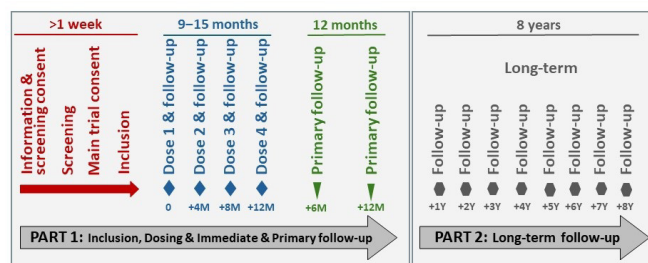 >1 week
9–15 months
12 months
8 years
Information &
screening consent
Screening
Main trial consent
Inclusion
Dose 1 & follow-up
Dose 2 & follow-up
Dose 3 & follow-up
Dose 4 & follow-up
Primary follow-up
Primary follow-up
Long-term
Follow-up
Follow-up
Follow-up
Follow-up
Follow-up
Follow-up
Follow-up
Follow-up
0
+4M
+8M
+12M
+6M
+12M
+1Y
+2Y
+3Y
+4Y
+5Y
+6Y
+7Y
+8Y
PART 1: Inclusion, Dosing & Immediate & Primary follow-up
PART 2: Long-term follow-up